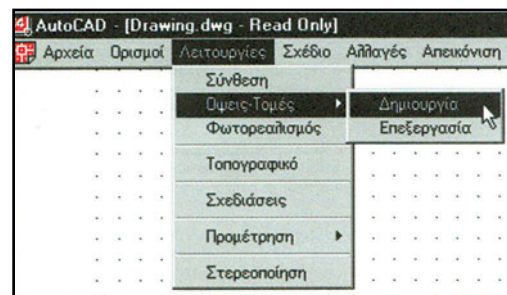 AutoCAD - [Drawing.dwg - Read Only]
Αρχεία Ορισμοί Λειτουργίες Σχέδιο Αλλαγές Απεικόνιση
Σύνθεση
Οψεις-Τομές Δημιουργία
Φωτορεαλισμός Επεξεργασία
Τοπογραφικό
Σχεδιάσεις
Προμέτρηση
Στερεοποίηση